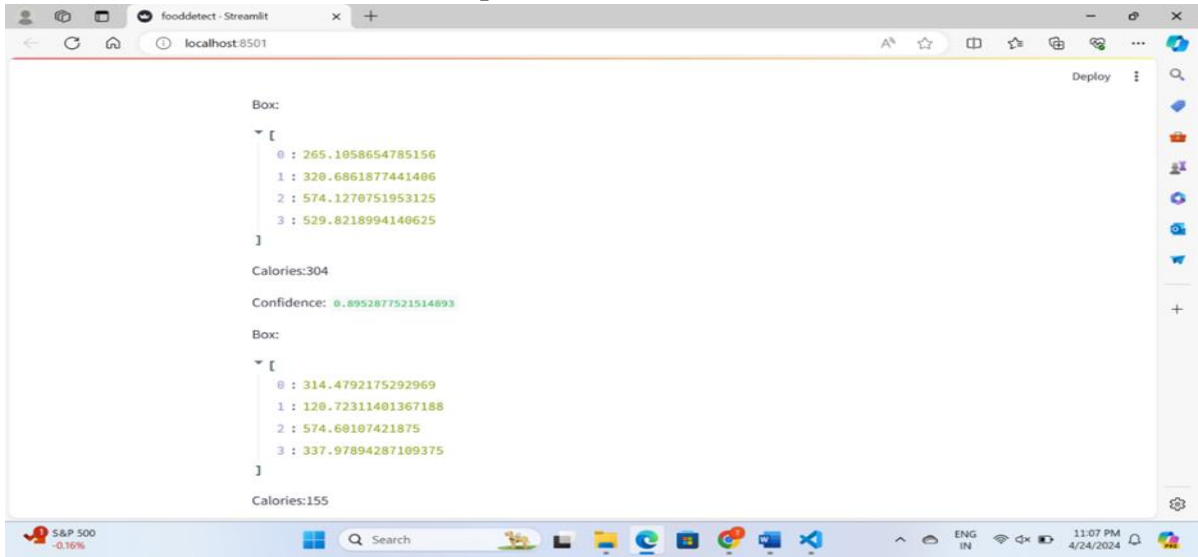 fooddetect - Streamlit
localhost:8501
Deploy
Box:
[
0 : 265.1058654785156
1 : 320.6861877441406
2 : 574.1270751953125
3 : 529.8218994140625
]
Calories:304
Confidence: 0.8952877521514893
Box:
[
0 : 314.4792175292969
1 : 120.72311401367188
2 : 574.60107421875
3 : 337.97894287109375
]
Calories:155
S&P 500
-0.16%
Search
ENG
IN
11:07 PM
4/24/2024